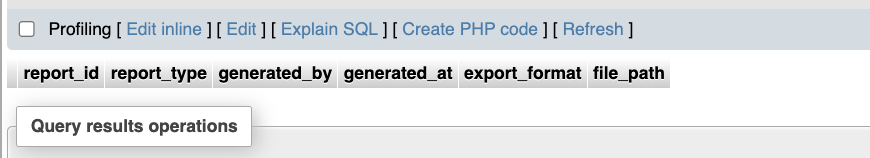 Profiling [ Edit inline ] [ Edit ] [ Explain SQL ] [ Create PHP code ] [ Refresh ]
report_id report_type generated_by generated_at export_format file_path
Query results operations